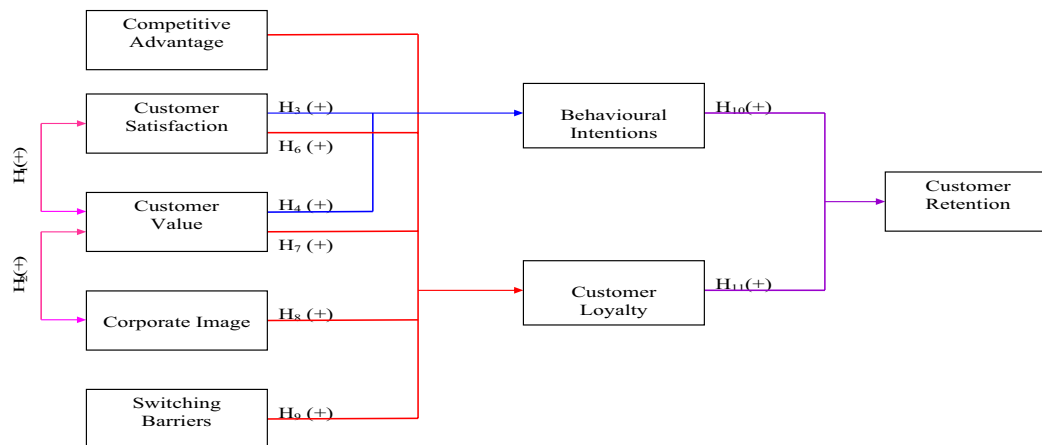 Competitive
Advantage
Customer
Satisfaction
H₃ (+)
H₆ (+)
H₁(+)
Customer
Value
H₄ (+)
H₇ (+)
H₂(+)
Corporate Image
H₈ (+)
Switching
Barriers
H₉ (+)
Behavioural
Intentions
H₁₀(+)
Customer
Loyalty
H₁₁(+)
Customer
Retention